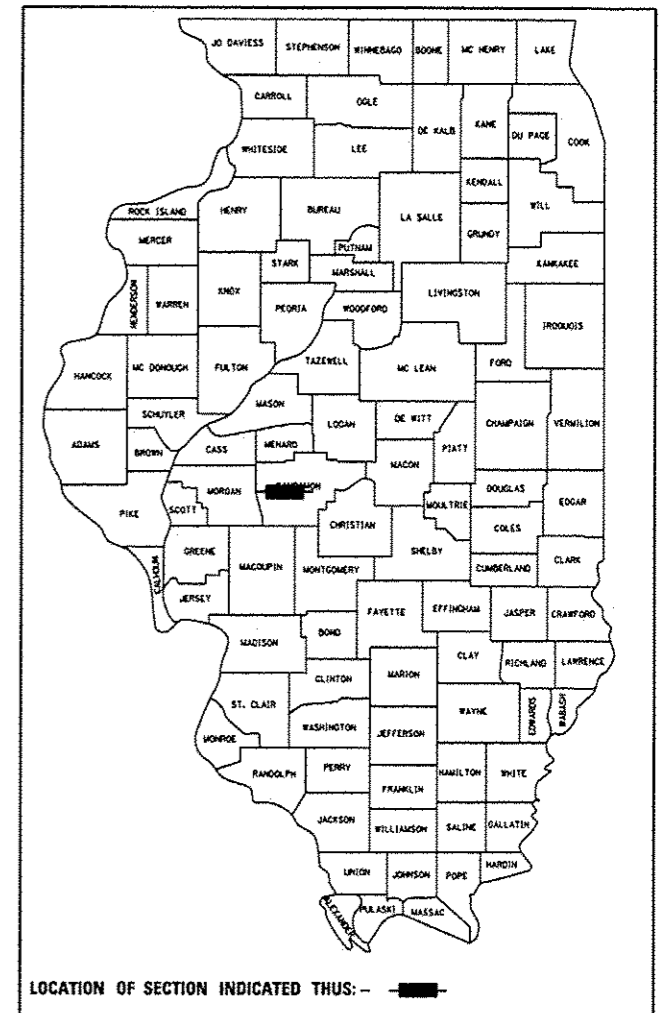 JO DAVIESS STEPHENSON WINNEBAGO BOONE MC HENRY LAKE
CARROLL OGLE DE KALB KANE DU PAGE COOK
WHITESIDE LEE
KENDALL WILL
ROCK ISLAND HENRY BUREAU LA SALLE GRUNDY
MERCER PUTNAM
STARK MARSHALL KANKAKEE
HENDERSON WARREN KNOX PEORIA WOODFORD LIVINGSTON
IROQUOIS
HANCOCK MC DONOUGH FULTON TAZEWELL MC LEAN FORD
MASON
SCHUYLER LOGAN DE WITT CHAMPAIGN VERMILION
ADAMS BROWN CASS MENARD PIATT
MACON
PIKE SCOTT MORGAN MOULTRIE DOUGLAS EDGAR
CHRISTIAN COLES
GREENE SHELBY
CALHOUN MACOUPIN MONTGOMERY CUMBERLAND CLARK
JERSEY
FAYETTE EFFINGHAM JASPER CRAWFORD
MADISON BOND
CLAY RICHLAND LAWRENCE
CLINTON MARION
ST. CLAIR WAYNE EDWARDS WABASH
WASHINGTON JEFFERSON
MONROE
RANDOLPH PERRY HAMILTON WHITE
FRANKLIN
JACKSON WILLIAMSON SALINE GALLATIN
UNION JOHNSON POPE HARDIN
ALEXANDER PULASKI MASSAC
LOCATION OF SECTION INDICATED THUS: -